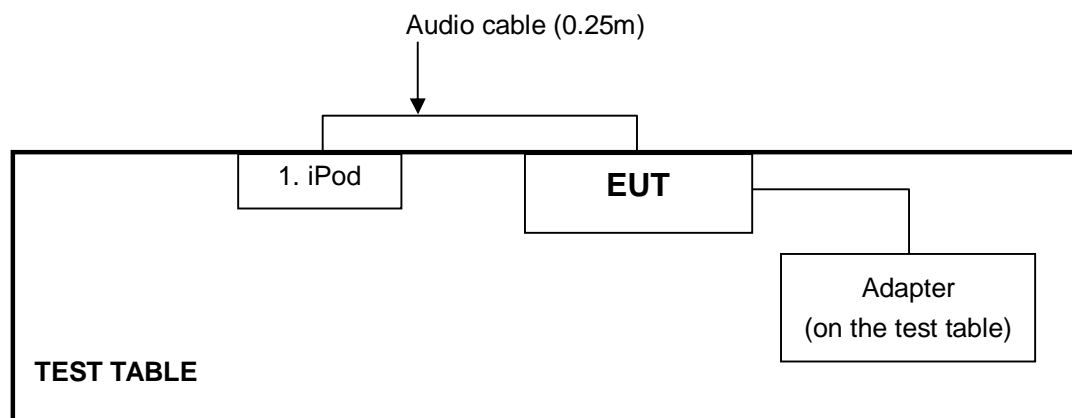 Audio cable (0.25m)
1. iPod
EUT
Adapter
(on the test table)
TEST TABLE